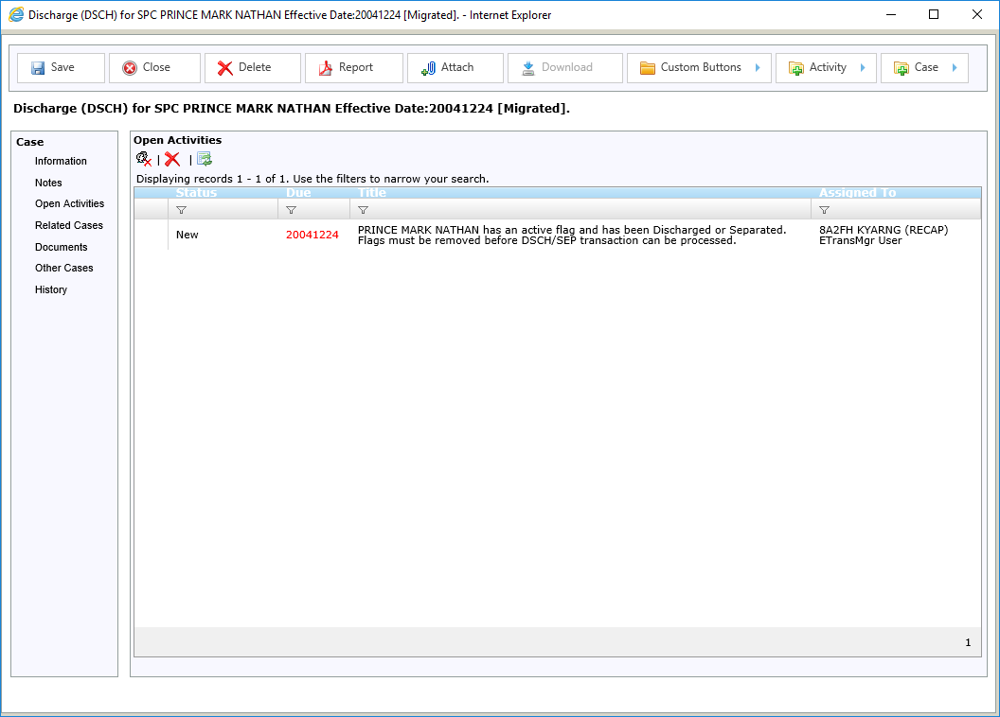 Discharge (DSCH) for SPC PRINCE MARK NATHAN Effective Date:20041224 [Migrated]. - Internet Explorer
Save Close Delete Report Attach Download Custom Buttons Activity Case
Discharge (DSCH) for SPC PRINCE MARK NATHAN Effective Date:20041224 [Migrated].
Case
Information
Notes
Open Activities
Related Cases
Documents
Other Cases
History
Open Activities
| |
Displaying records 1 - 1 of 1. Use the filters to narrow your search.
Status Due Title Assigned To
New 20041224 PRINCE MARK NATHAN has an active flag and has been Discharged or Separated. 8A2FH KYARNG (RECAP)
Flags must be removed before DSCH/SEP transaction can be processed. ETransMgr User
1